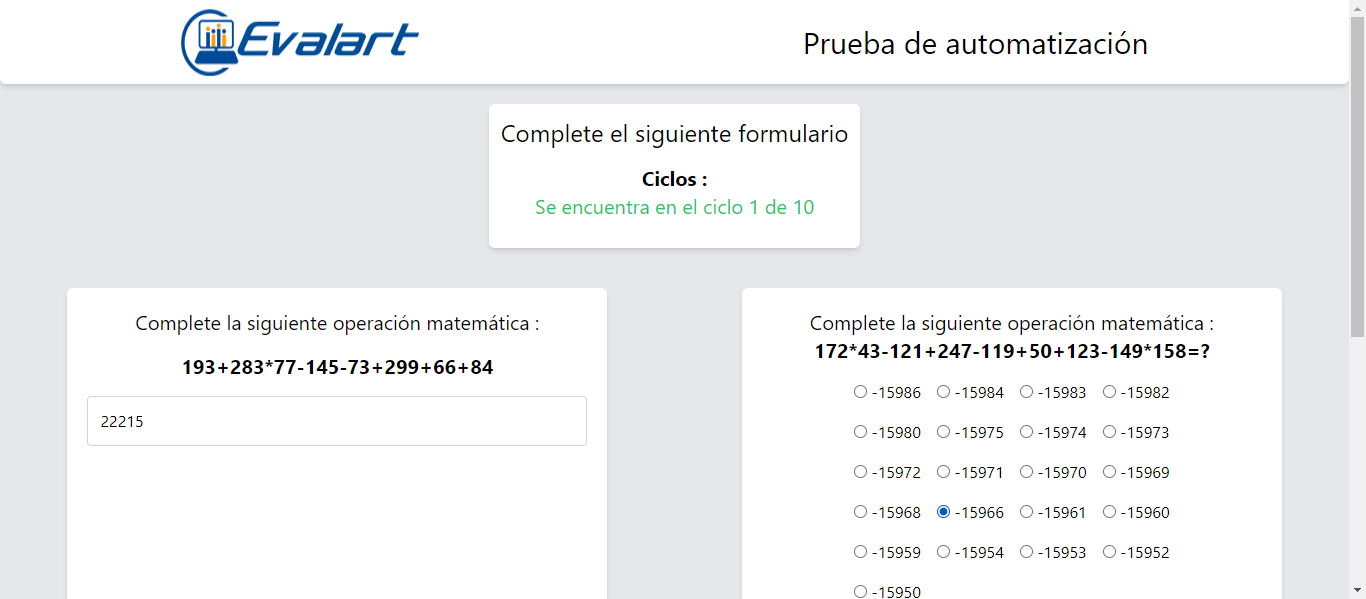 Evalart
Prueba de automatización
Complete el siguiente formulario
Ciclos :
Se encuentra en el ciclo 1 de 10
Complete la siguiente operación matemática :
193+283*77-145-73+299+66+84
22215
Complete la siguiente operación matemática :
172*43-121+247-119+50+123-149*158=?
-15986 -15984 -15983 -15982
-15980 -15975 -15974 -15973
-15972 -15971 -15970 -15969
-15968 -15966 -15961 -15960
-15959 -15954 -15953 -15952
-15950